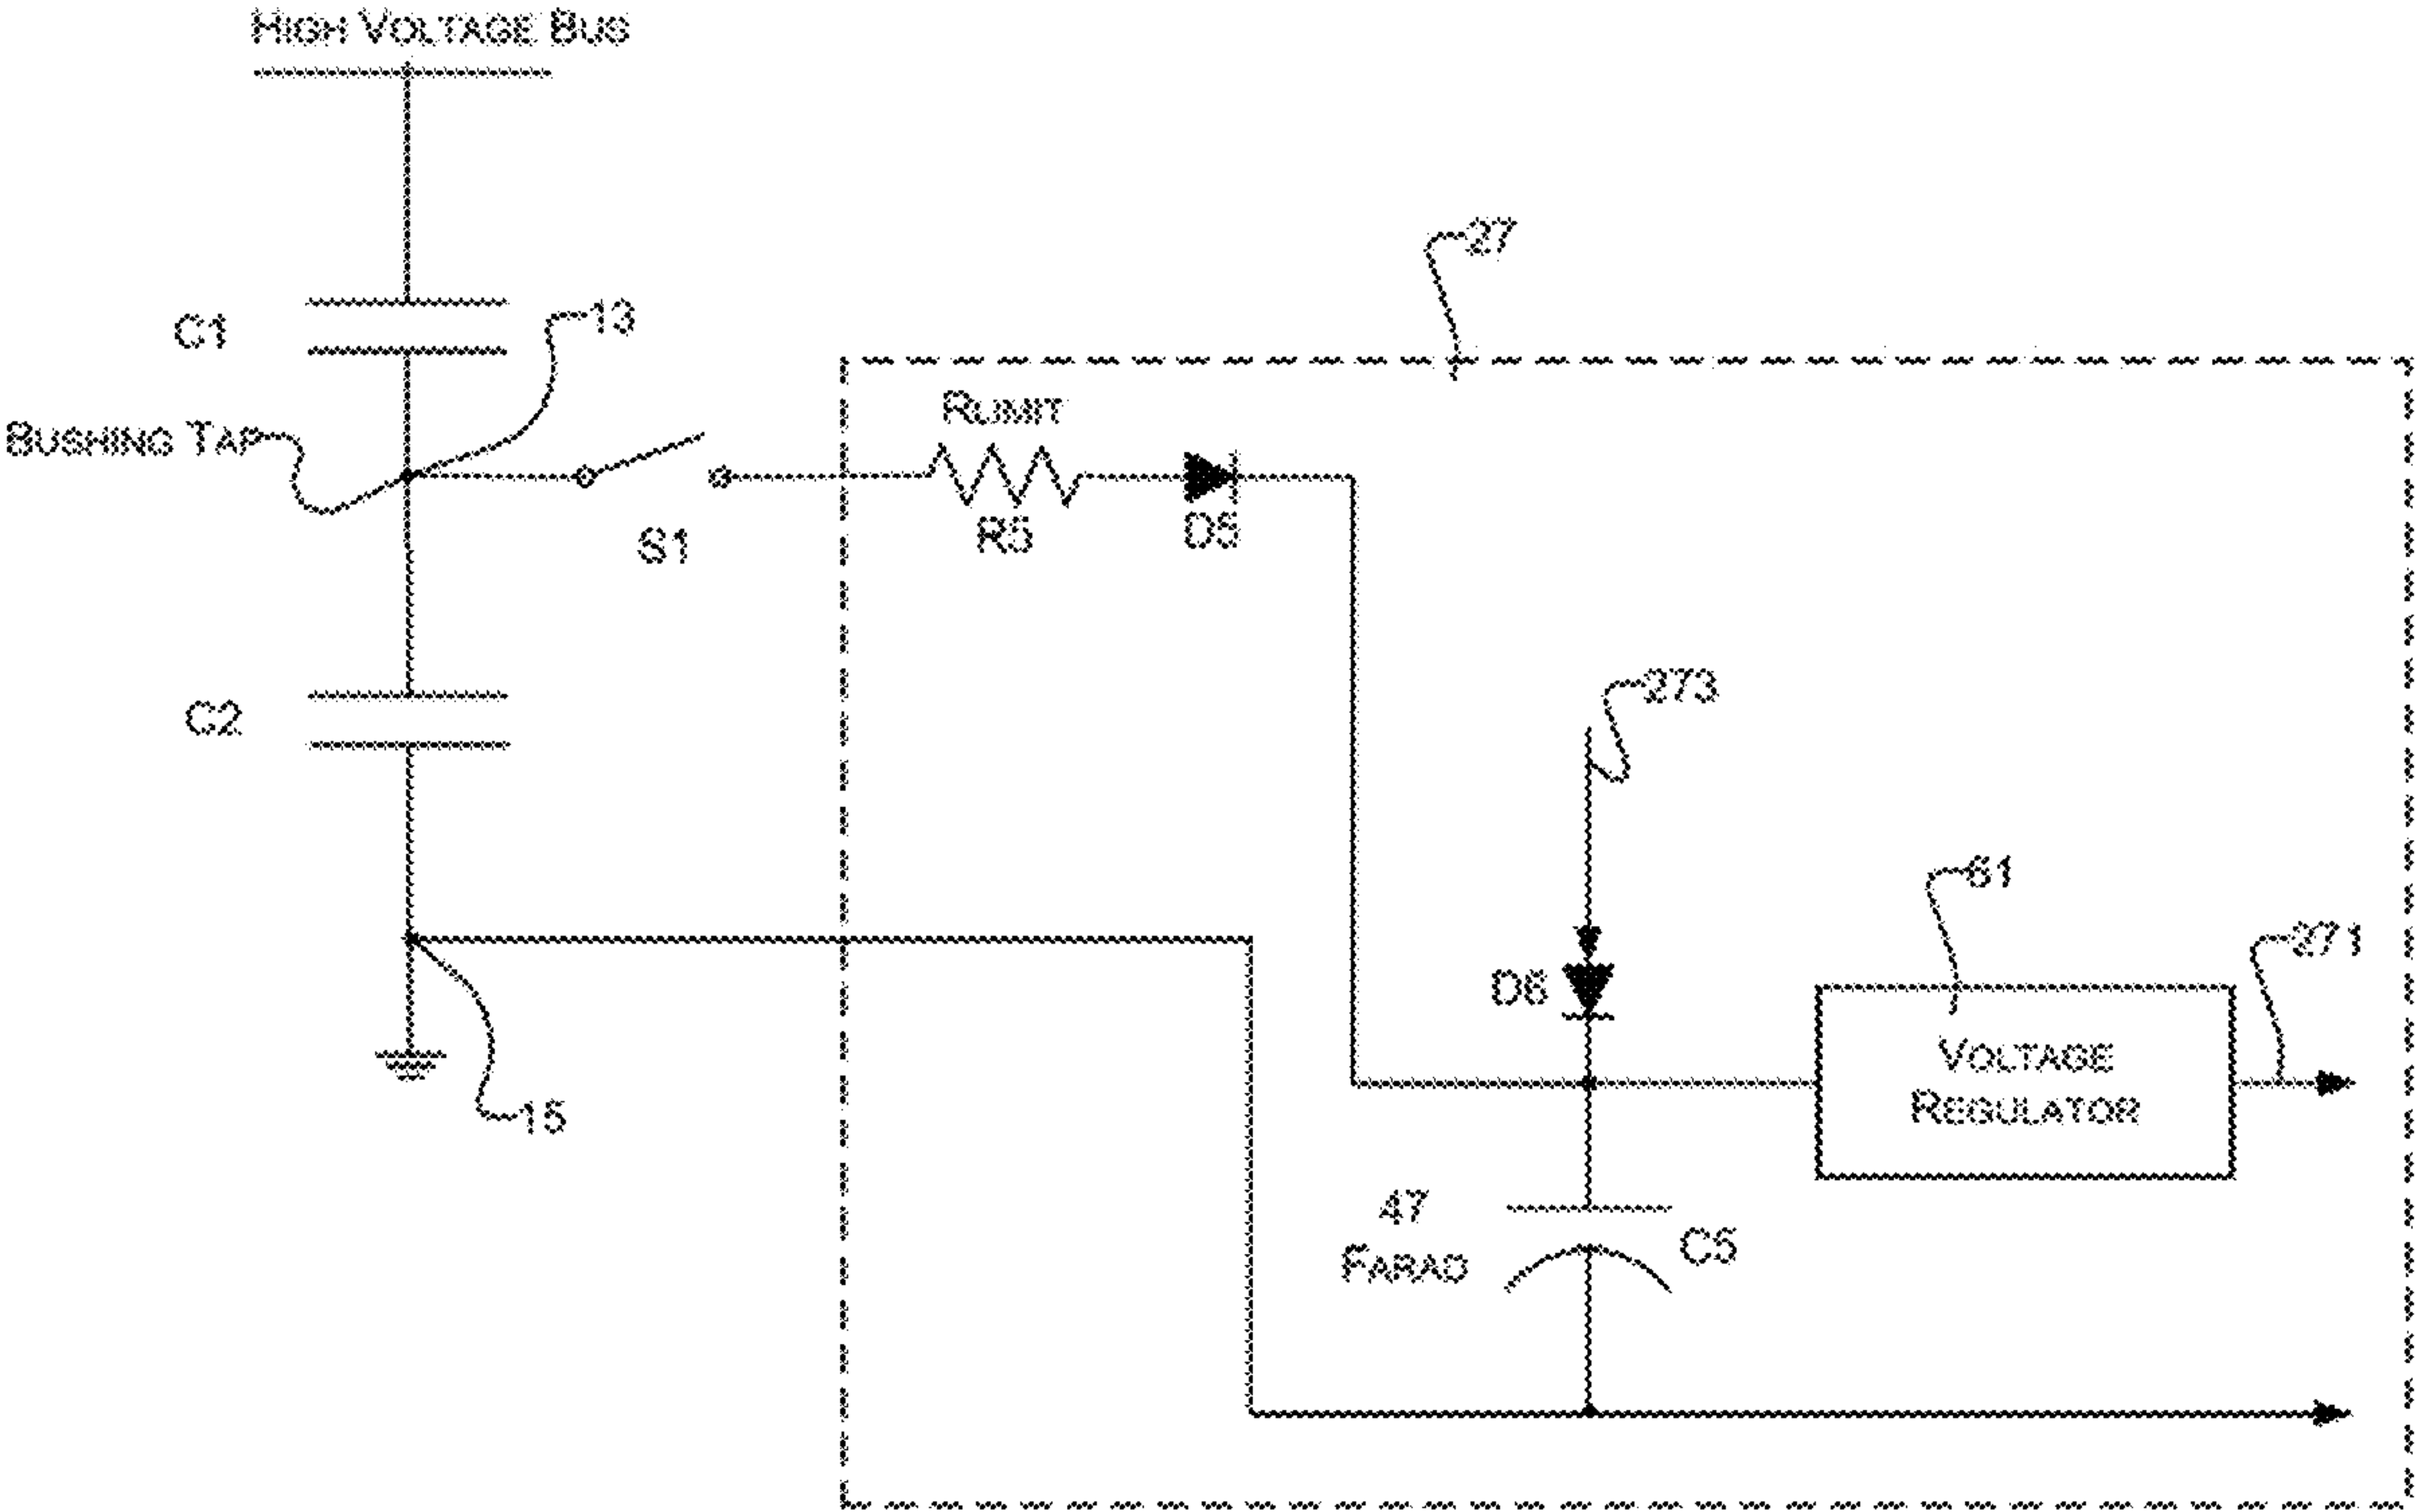 HIGH VOLTAGE BUS
27
C1
13
RLIMIT
BUSHING TAP
R5
D5
S1
273
C2
61
271
D6
VOLTAGE
REGULATOR
15
47
FARAD
C5